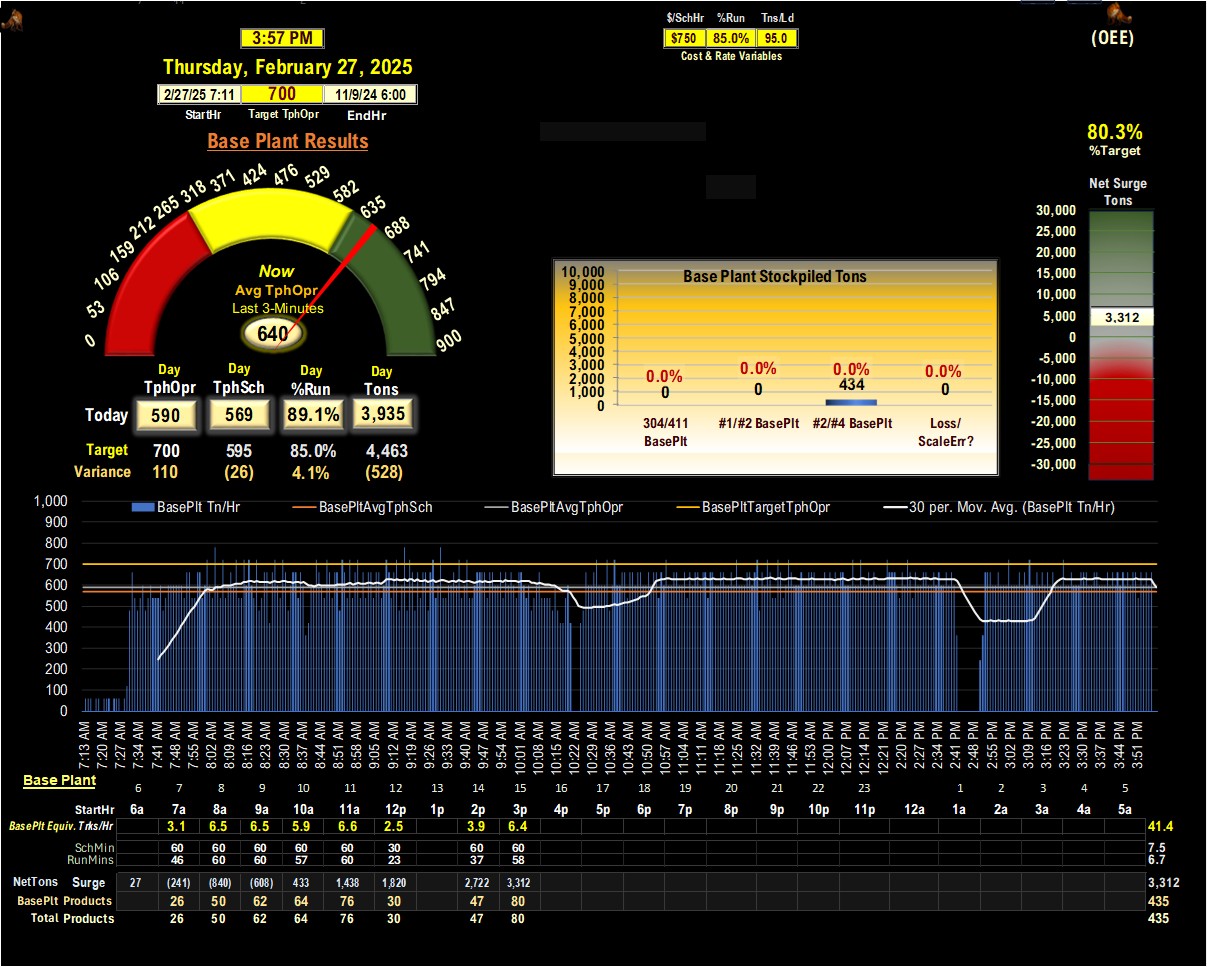 $/SchHr %Run Tns/Ld
3:57 PM
$750 85.0% 95.0
(OEE)
Cost & Rate Variables
Thursday, February 27, 2025
2/27/25 7:11 700 11/9/24 6:00
StartHr Target TphOpr EndHr
Base Plant Results
80.3%
%Target
Net Surge
Tons
30,000
25,000
20,000
15,000
10,000
5,000
3,312
0
-5,000
-10,000
-15,000
-20,000
-25,000
-30,000
0 53 106 159 212 265 318 371 424 476 529 582 635 688 741 794 847 900
Now
Avg TphOpr
Last 3-Minutes
640
Base Plant Stockpiled Tons
10,000
9,000
8,000
7,000
6,000
5,000
4,000
3,000
2,000
1,000
0
0.0% 0.0% 0.0% 0.0%
0 0 434 0
304/411 BasePlt
#1/#2 BasePlt
#2/#4 BasePlt
Loss/ ScaleErr?
Day Day Day Day
TphOpr TphSch %Run Tons
Today 590 569 89.1% 3,935
Target 700 595 85.0% 4,463
Variance 110 (26) 4.1% (528)
BasePlt Tn/Hr BasePltAvgTphSch BasePltAvgTphOpr BasePltTargetTphOpr 30 per. Mov. Avg. (BasePlt Tn/Hr)
1,000
900
800
700
600
500
400
300
200
100
0
7:13 AM 7:20 AM 7:27 AM 7:34 AM 7:41 AM 7:48 AM 7:55 AM 8:02 AM 8:09 AM 8:16 AM 8:23 AM 8:30 AM 8:37 AM 8:44 AM 8:51 AM 8:58 AM 9:05 AM 9:12 AM 9:19 AM 9:26 AM 9:33 AM 9:40 AM 9:47 AM 9:54 AM 10:01 AM 10:08 AM 10:15 AM 10:22 AM 10:29 AM 10:36 AM 10:43 AM 10:50 AM 10:57 AM 11:04 AM 11:11 AM 11:18 AM 11:25 AM 11:32 AM 11:39 AM 11:46 AM 11:53 AM 12:00 PM 12:07 PM 12:14 PM 12:21 PM 2:20 PM 2:27 PM 2:34 PM 2:41 PM 2:48 PM 2:55 PM 3:02 PM 3:09 PM 3:16 PM 3:23 PM 3:30 PM 3:37 PM 3:44 PM 3:51 PM
Base Plant
6 7 8 9 10 11 12 13 14 15 16 17 18 19 20 21 22 23 1 2 3 4 5
StartHr 6a 7a 8a 9a 10a 11a 12p 1p 2p 3p 4p 5p 6p 7p 8p 9p 10p 11p 12a 1a 2a 3a 4a 5a
BasePlt Equiv. Trks/Hr 3.1 6.5 6.5 5.9 6.6 2.5 3.9 6.4 41.4
SchMin 60 60 60 60 60 30 60 60 7.5
RunMins 46 60 60 57 60 23 37 58 6.7
NetTons Surge 27 (241) (840) (608) 433 1,438 1,820 2,722 3,312 3,312
BasePlt Products 26 50 62 64 76 30 47 80 435
Total Products 26 50 62 64 76 30 47 80 435